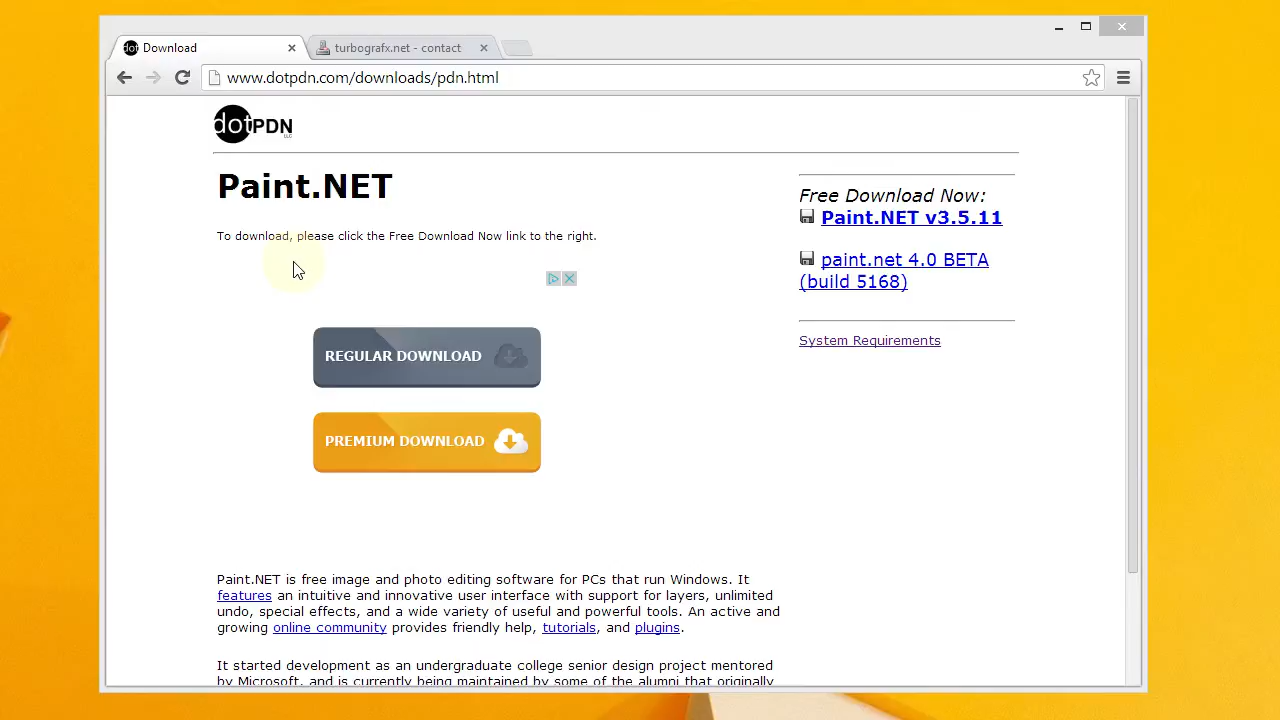 Download
turbografx.net - contact
www.dotpdn.com/downloads/pdn.html
dotPDN LLC
Paint.NET
To download, please click the Free Download Now link to the right.
REGULAR DOWNLOAD
PREMIUM DOWNLOAD
Free Download Now:
Paint.NET v3.5.11
paint.net 4.0 BETA
(build 5168)
System Requirements
Paint.NET is free image and photo editing software for PCs that run Windows. It
features an intuitive and innovative user interface with support for layers, unlimited
undo, special effects, and a wide variety of useful and powerful tools. An active and
growing online community provides friendly help, tutorials, and plugins.
It started development as an undergraduate college senior design project mentored
by Microsoft, and is currently being maintained by some of the alumni that originally